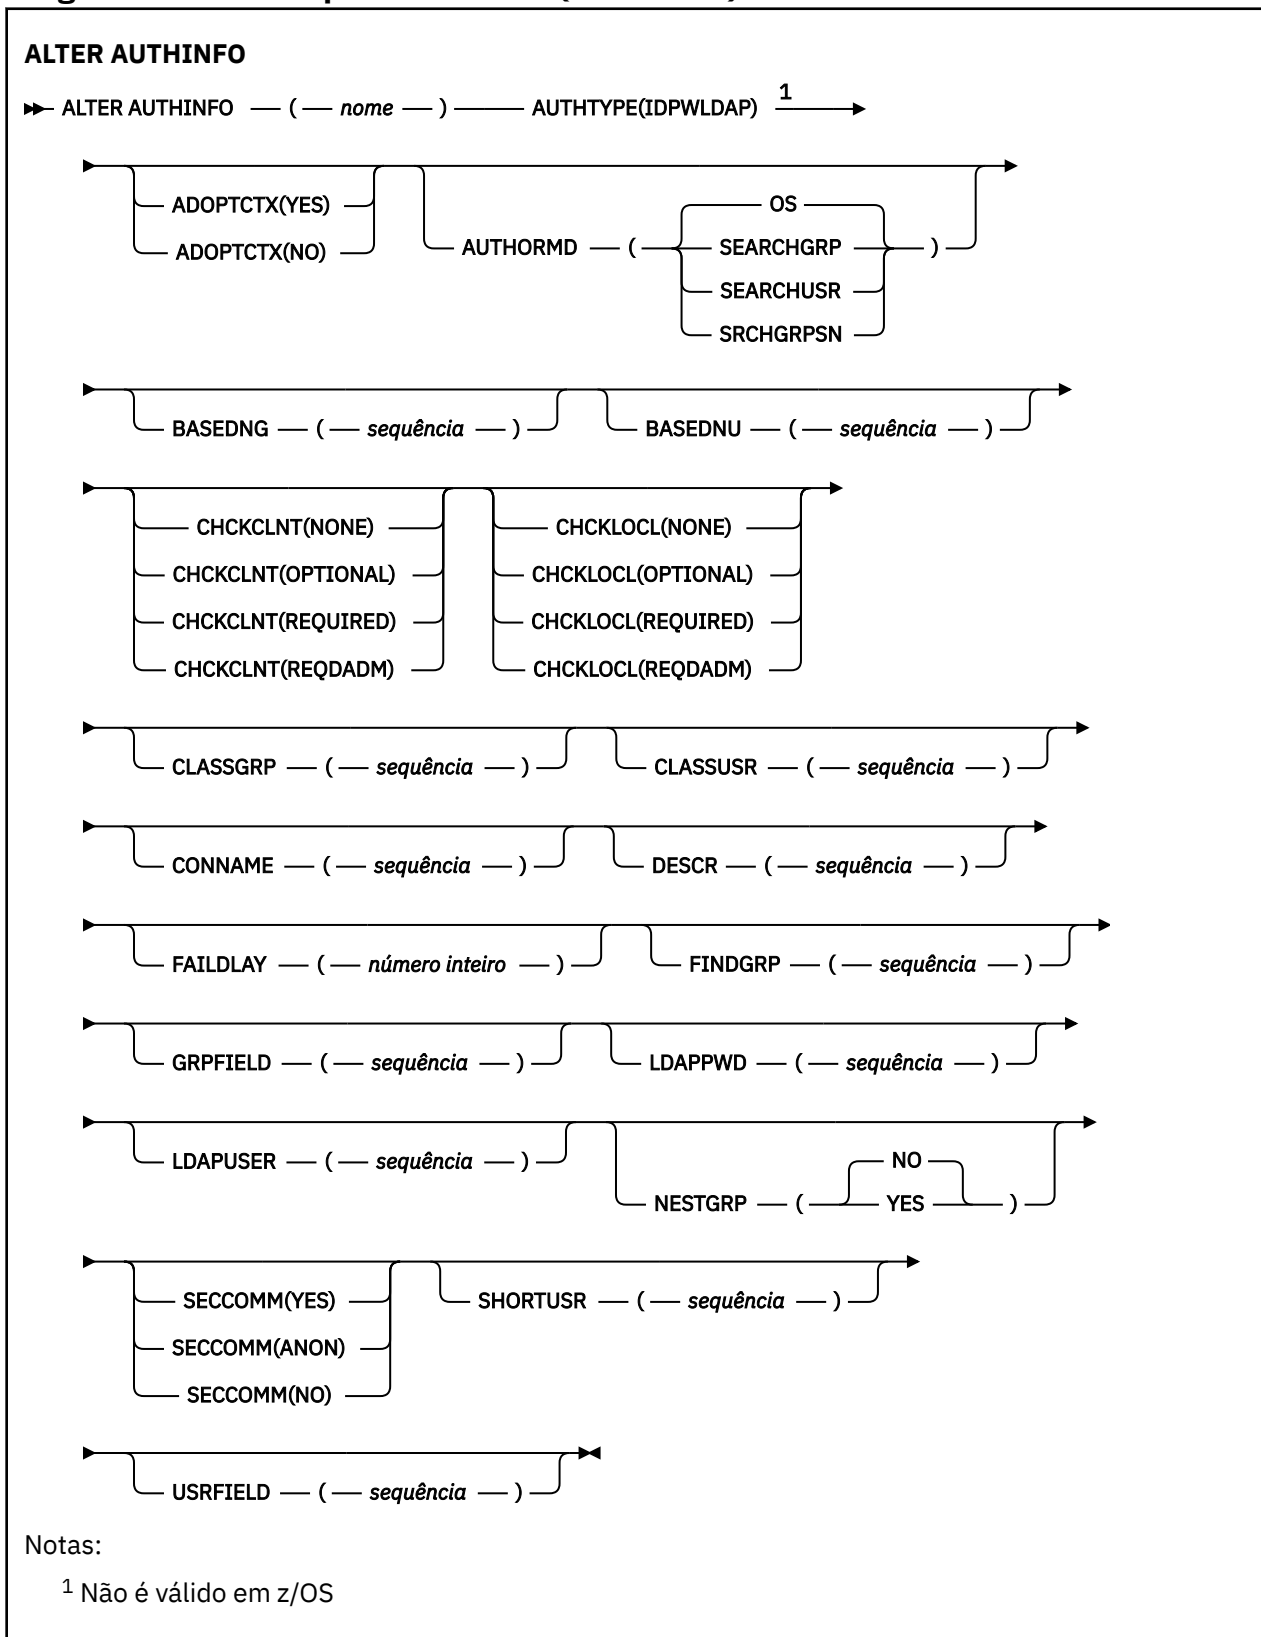 ALTER AUTHINFO
ALTER AUTHINFO ( nome ) AUTHTYPE(IDPWLDAP) 1
ADOPTCTX(YES)
ADOPTCTX(NO)
AUTHORMD ( OS
SEARCHGRP )
SEARCHUSR
SRCHGRPSN
BASEDNG ( sequência ) BASEDNU ( sequência )
CHCKCLNT(NONE) CHCKLOCL(NONE)
CHCKCLNT(OPTIONAL) CHCKLOCL(OPTIONAL)
CHCKCLNT(REQUIRED) CHCKLOCL(REQUIRED)
CHCKCLNT(REQDADM) CHCKLOCL(REQDADM)
CLASSGRP ( sequência ) CLASSUSR ( sequência )
CONNAME ( sequência ) DESCR ( sequência )
FAILDLAY ( número inteiro ) FINDGRP ( sequência )
GRPFIELD ( sequência ) LDAPPWD ( sequência )
LDAPUSER ( sequência )
NO
NESTGRP ( YES )
SECCOMM(YES) SHORTUSR ( sequência )
SECCOMM(ANON)
SECCOMM(NO)
USRFIELD ( sequência )
Notas:
1 Não é válido em z/OS